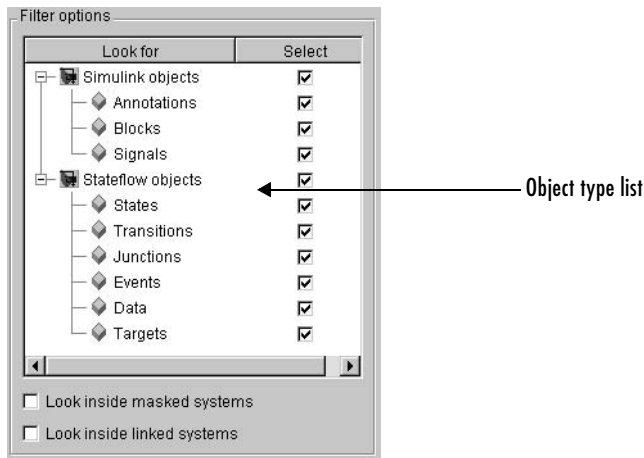 Filter options
Look for Select
Simulink objects
Annotations
Blocks
Signals
Stateflow objects
Object type list
States
Transitions
Junctions
Events
Data
Targets
Look inside masked systems
Look inside linked systems